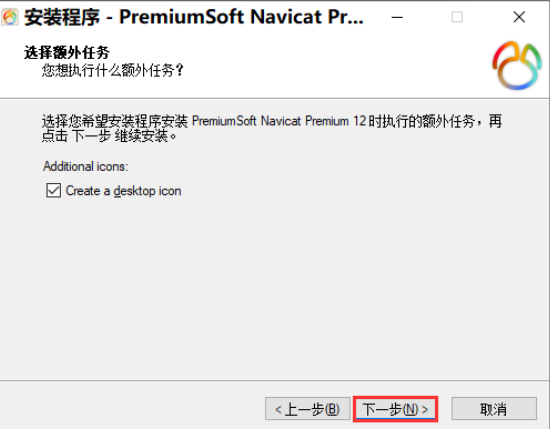 安装程序 - PremiumSoft Navicat Pr...
选择额外任务
您想执行什么额外任务？
选择您希望安装程序安装 PremiumSoft Navicat Premium 12 时执行的额外任务，再
点击 下一步 继续安装。
Additional icons:
Create a desktop icon
< 上一步(B) 下一步(N) > 取消